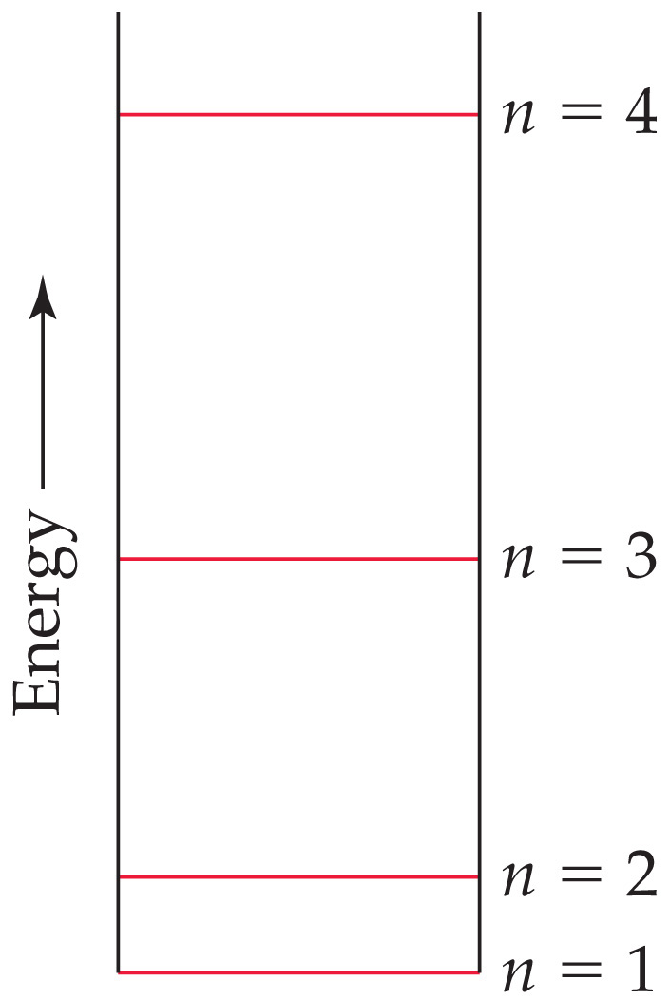 n = 4
n = 3
Energy
n = 2
n = 1